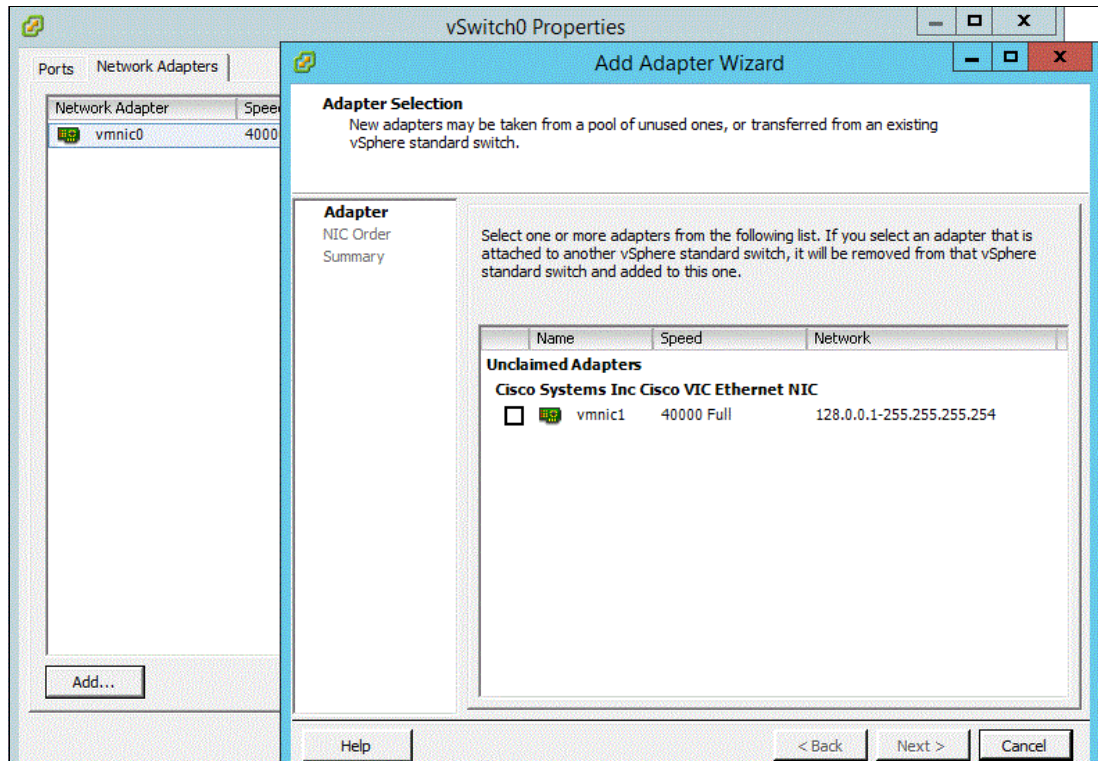 vSwitch0 Properties
Ports Network Adapters
Network Adapter Speed
vmnic0 4000
Add...
Add Adapter Wizard
Adapter Selection
New adapters may be taken from a pool of unused ones, or transferred from an existing
vSphere standard switch.
Adapter
NIC Order
Summary
Select one or more adapters from the following list. If you select an adapter that is
attached to another vSphere standard switch, it will be removed from that vSphere
standard switch and added to this one.
Name Speed Network
Unclaimed Adapters
Cisco Systems Inc Cisco VIC Ethernet NIC
vmnic1 40000 Full 128.0.0.1-255.255.255.254
Help < Back Next > Cancel